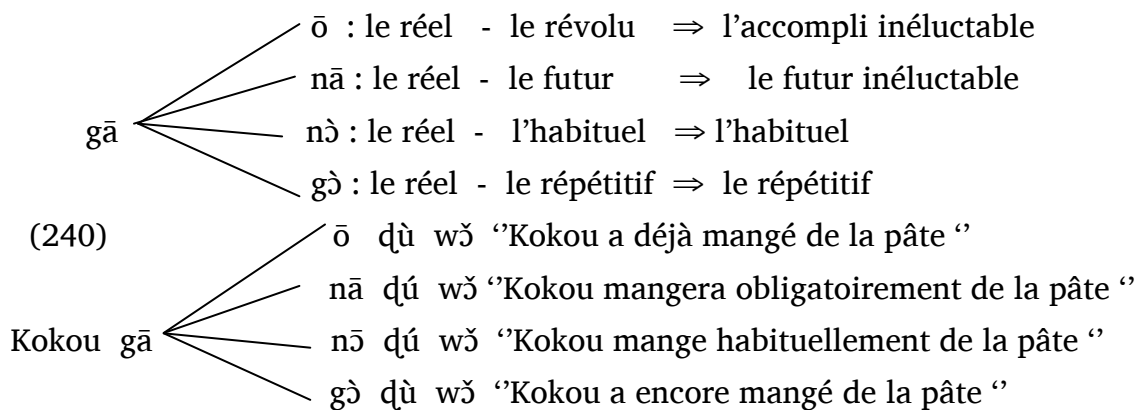 ō : le réel - le révolu ⇒ l’accompli inéluctable
nā : le réel - le futur ⇒ le futur inéluctable
gā
nɔ̀ : le réel - l’habituel ⇒ l’habituel
gɔ̀ : le réel - le répétitif ⇒ le répétitif
(240) ō ɖù wɔ̌ ‘’Kokou a déjà mangé de la pâte ‘’
nā ɖú wɔ̌ ‘’Kokou mangera obligatoirement de la pâte ‘’
Kokou gā nɔ̄ ɖú wɔ̌ ‘’Kokou mange habituellement de la pâte ‘’
gɔ̀ ɖù wɔ̌ ‘’Kokou a encore mangé de la pâte ‘’